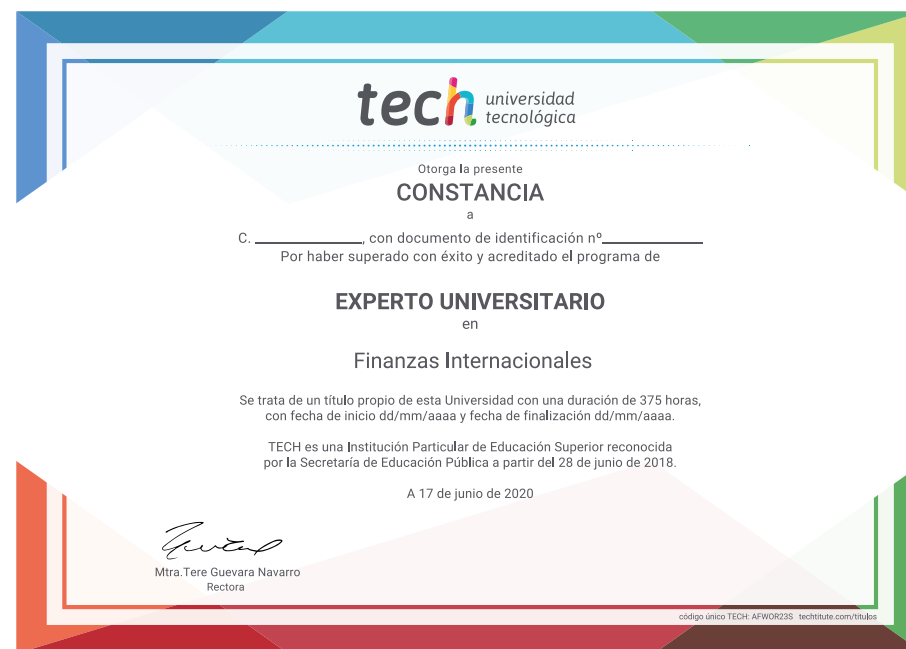 tech universidad
tecnológica
Otorga la presente
CONSTANCIA
a
C. ____________, con documento de identificación nº____________
Por haber superado con éxito y acreditado el programa de
EXPERTO UNIVERSITARIO
en
Finanzas Internacionales
Se trata de un título propio de esta Universidad con una duración de 375 horas,
con fecha de inicio dd/mm/aaaa y fecha de finalización dd/mm/aaaa.
TECH es una Institución Particular de Educación Superior reconocida
por la Secretaría de Educación Pública a partir del 28 de junio de 2018.
A 17 de junio de 2020
Mtra.Tere Guevara Navarro
Rectora
código único TECH: AFWOR23S techtitute.com/titulos